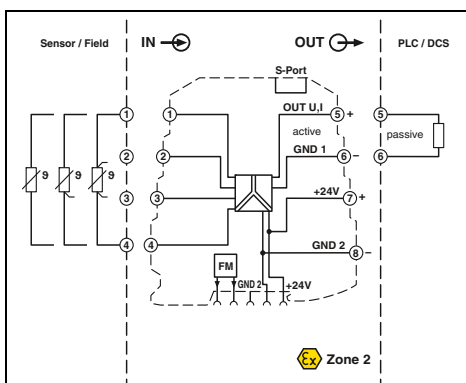 Sensor / Field
IN
OUT
PLC / DCS
S-Port
OUT U,I
active
passive
1
1
5
+
5
2
2
GND 1
6
–
6
ϑ
ϑ
ϑ
3
3
+24V
7
+
4
4
GND 2
8
–
FM
GND 2
+24V
Ex
Zone 2